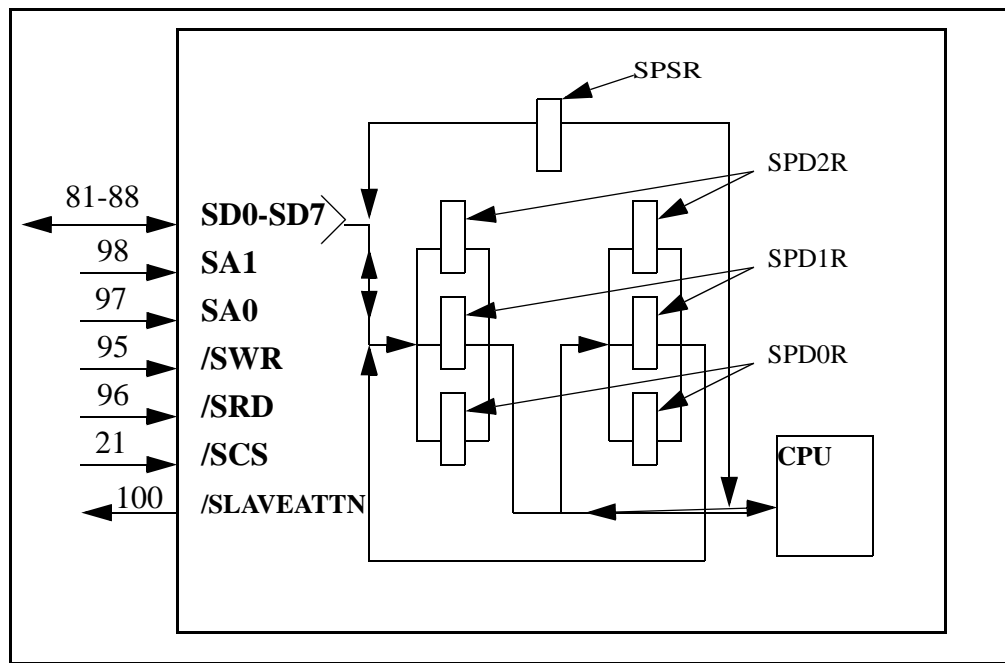 SPSR
SPD2R
81-88
SD0-SD7
98
SA1
SPD1R
97
SA0
95
/SWR
SPD0R
96
/SRD
21
/SCS
CPU
100
/SLAVEATTN